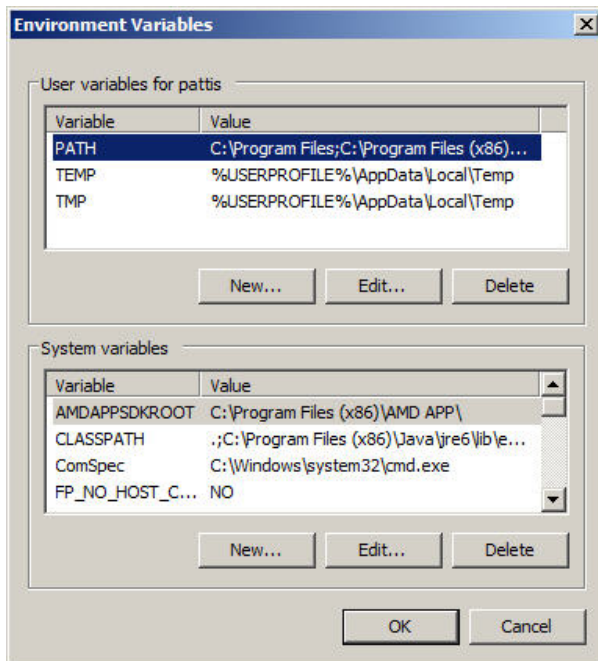 Environment Variables
User variables for pattis
Variable Value
PATH C:\Program Files;C:\Program Files (x86)...
TEMP %USERPROFILE%\AppData\Local\Temp
TMP %USERPROFILE%\AppData\Local\Temp
New... Edit... Delete
System variables
Variable Value
AMDAPPSDKROOT C:\Program Files (x86)\AMD APP\
CLASSPATH .;C:\Program Files (x86)\Java\jre6\lib\e...
ComSpec C:\Windows\system32\cmd.exe
FP_NO_HOST_C... NO
New... Edit... Delete
OK Cancel